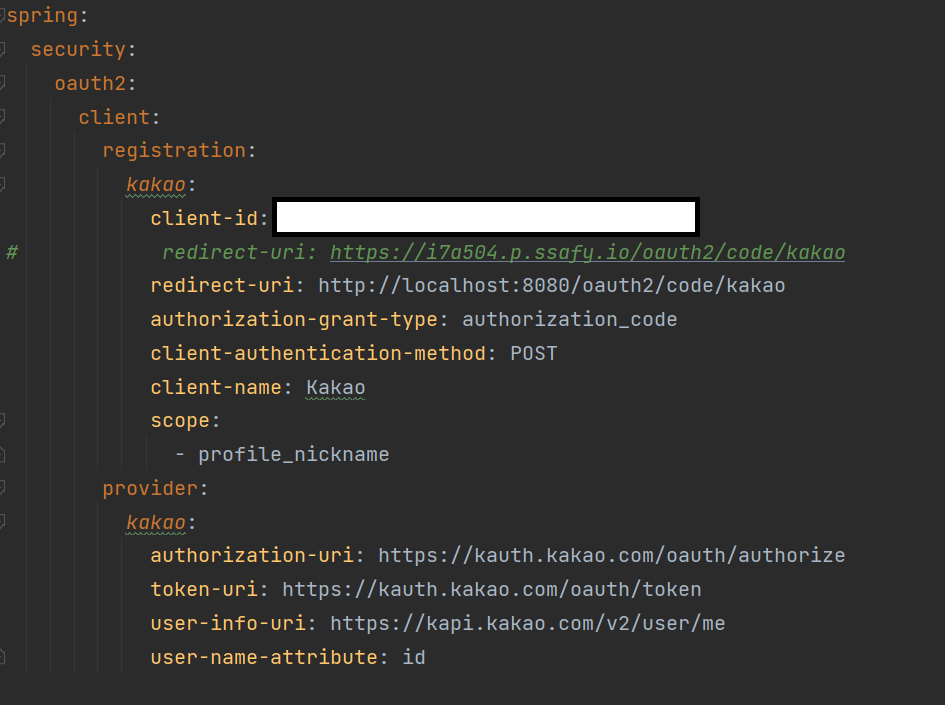 spring:
  security:
    oauth2:
      client:
        registration:
          kakao:
            client-id:
#            redirect-uri: https://i7a504.p.ssafy.io/oauth2/code/kakao
            redirect-uri: http://localhost:8080/oauth2/code/kakao
            authorization-grant-type: authorization_code
            client-authentication-method: POST
            client-name: Kakao
            scope:
              - profile_nickname
        provider:
          kakao:
            authorization-uri: https://kauth.kakao.com/oauth/authorize
            token-uri: https://kauth.kakao.com/oauth/token
            user-info-uri: https://kapi.kakao.com/v2/user/me
            user-name-attribute: id